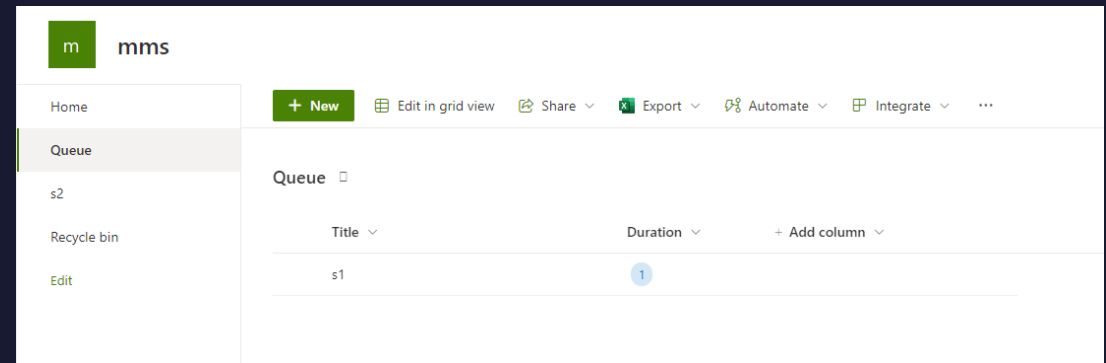 m mms
Home
Queue
s2
Recycle bin
Edit
+ New Edit in grid view Share Export Automate Integrate ...
Queue
Title Duration + Add column
s1 1